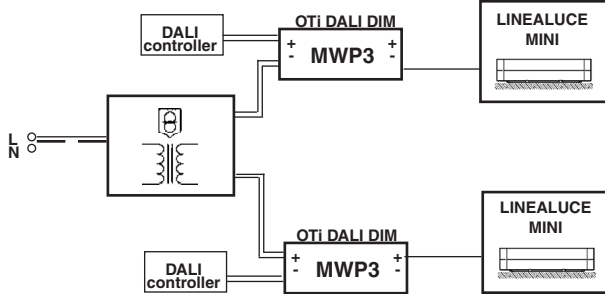 OTi DALI DIM
DALI
controller
+ +
- -
MWP3
LINEALUCE
MINI
L
N
OTi DALI DIM
+ +
- -
MWP3
DALI
controller
LINEALUCE
MINI